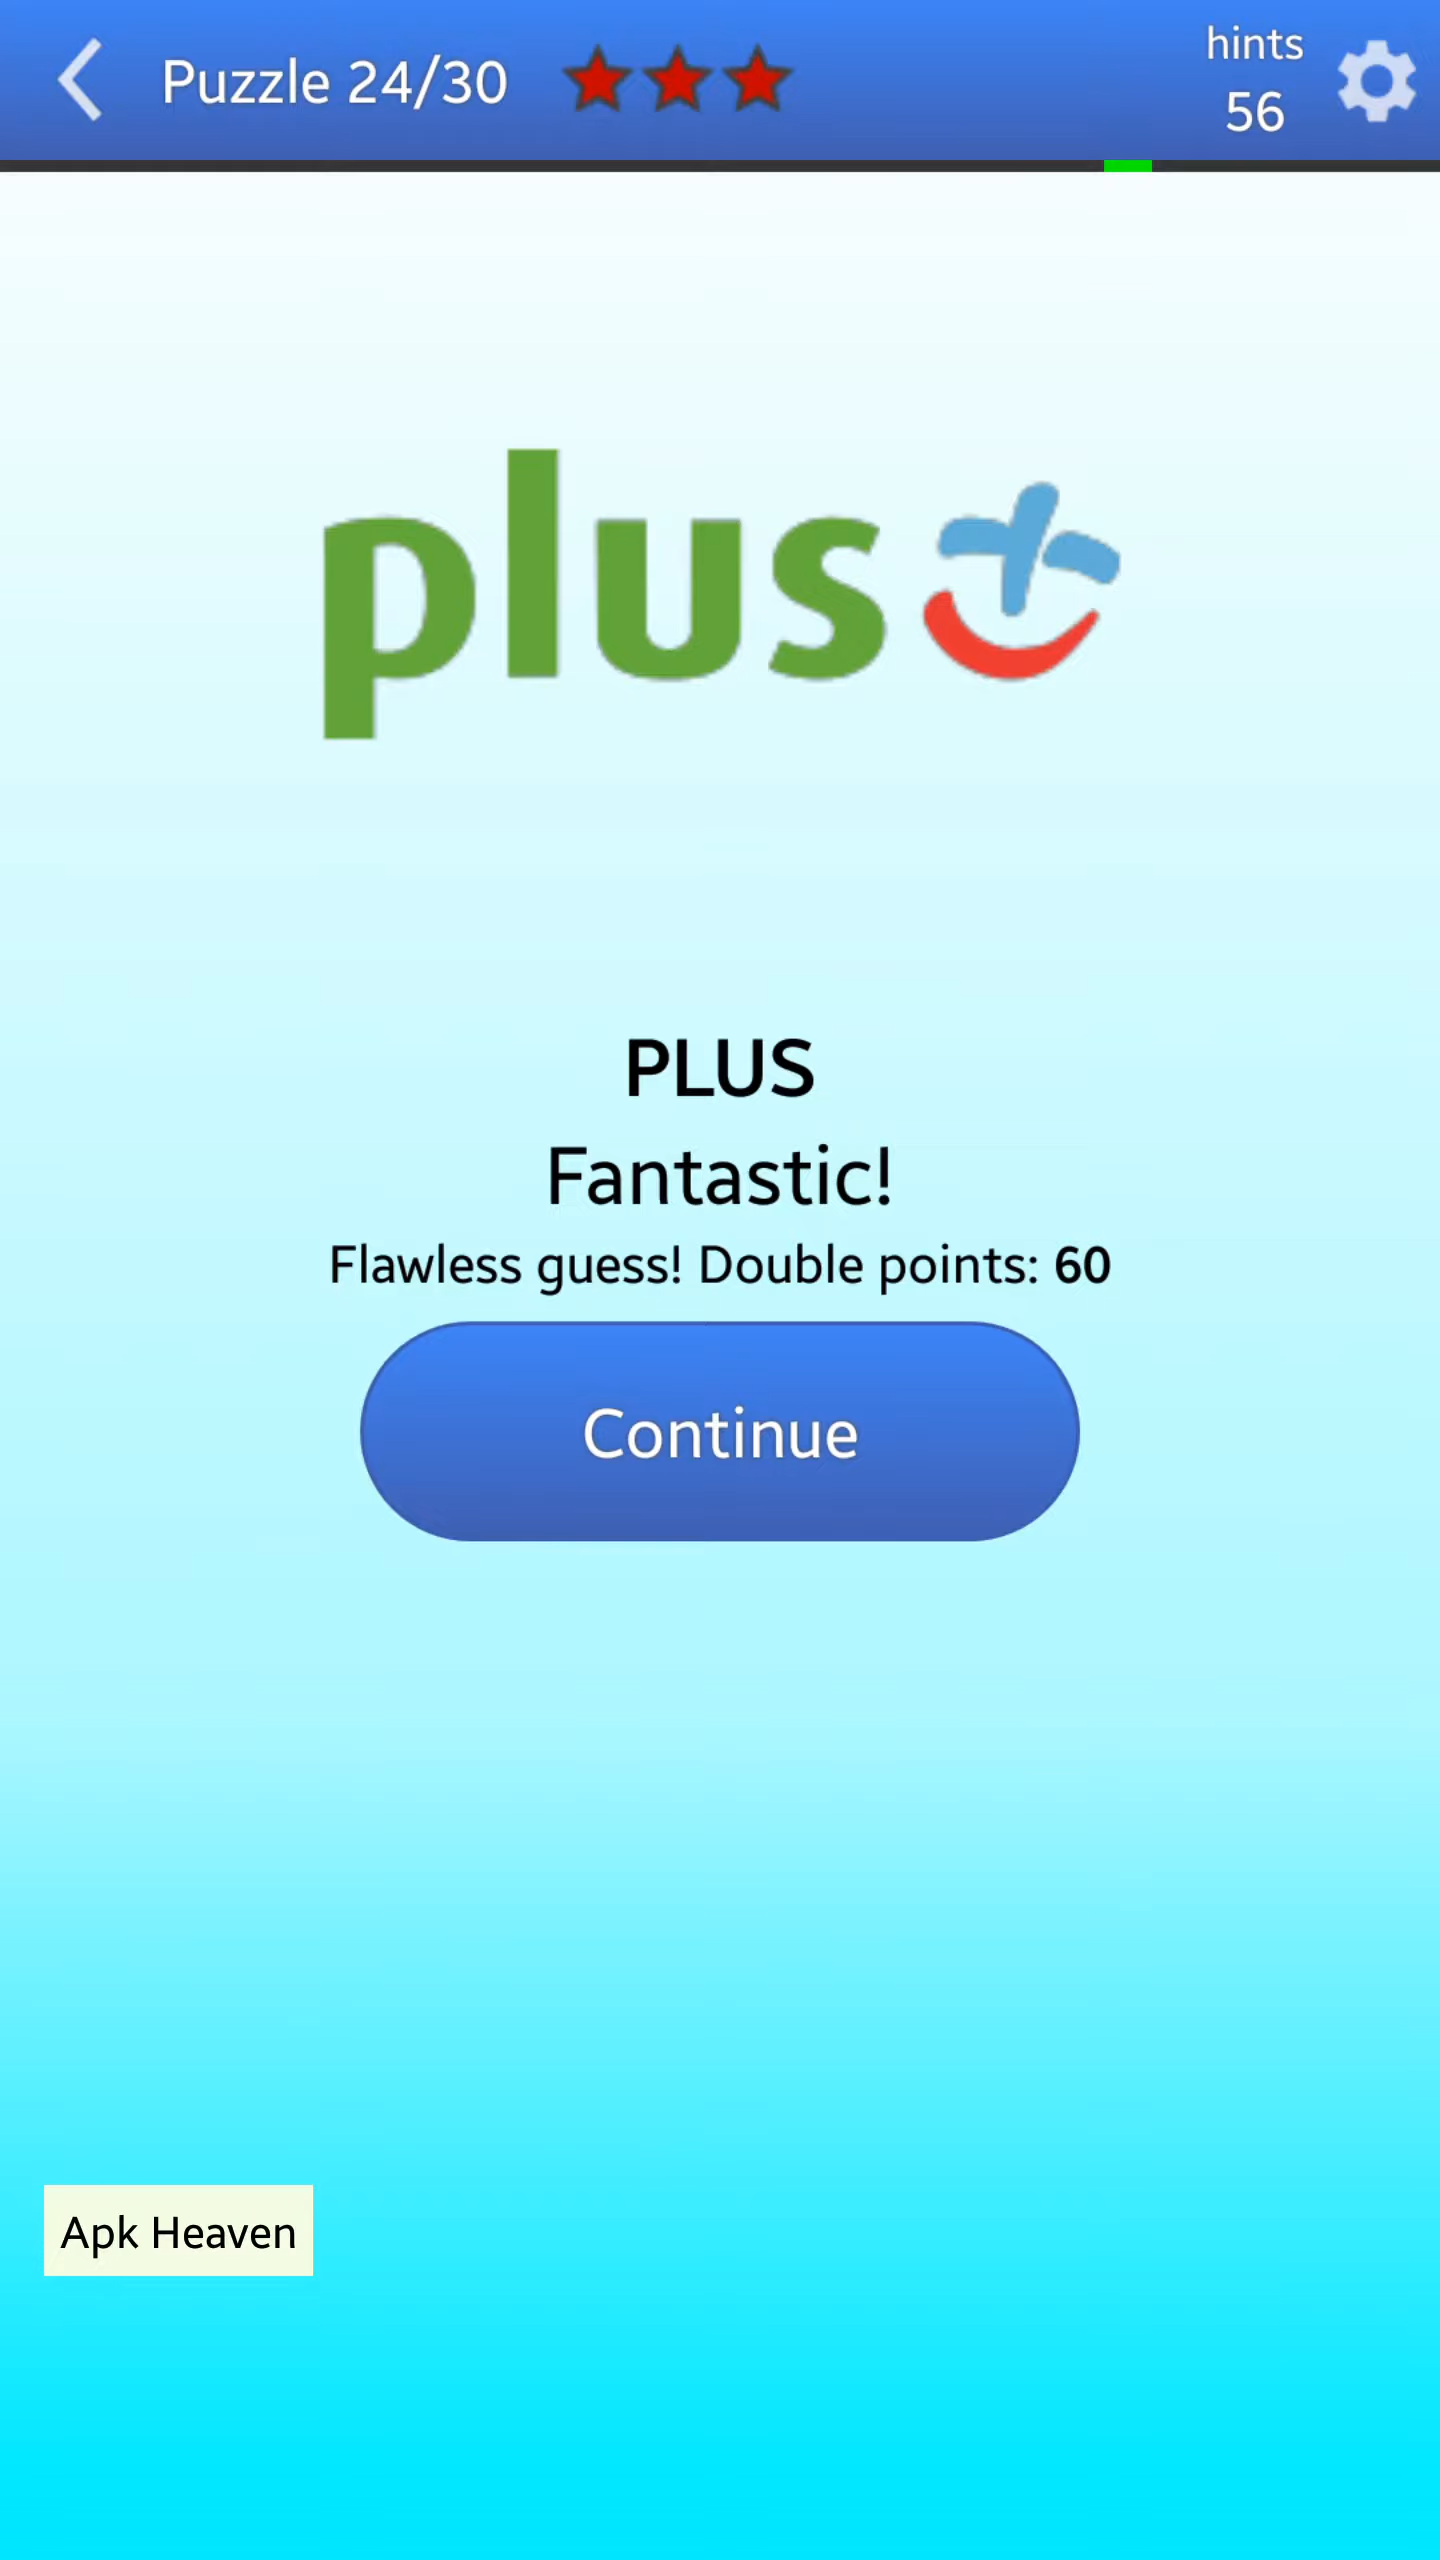 Puzzle 24/30
hints
56
plus
PLUS
Fantastic!
Flawless guess! Double points: 60
Continue
Apk Heaven